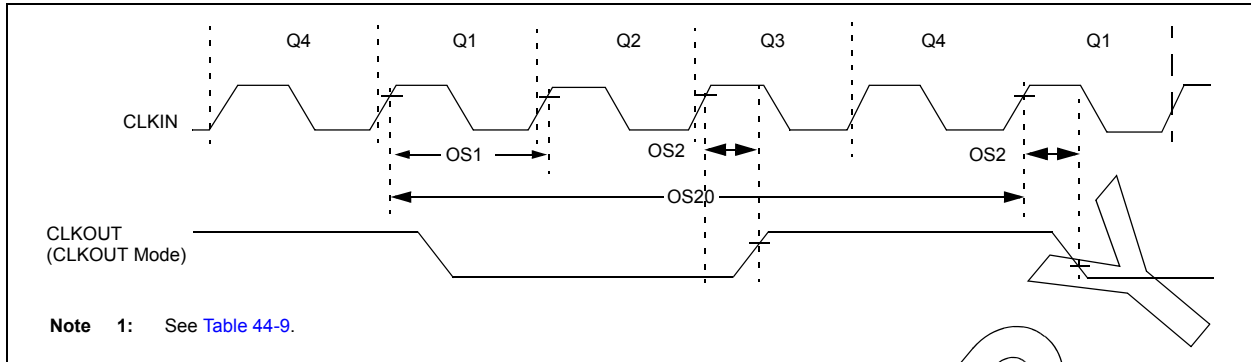 Q4 Q1 Q2 Q3 Q4 Q1
CLKIN
OS1 OS2 OS2
OS20
CLKOUT
(CLKOUT Mode)
Note 1: See Table 44-9.